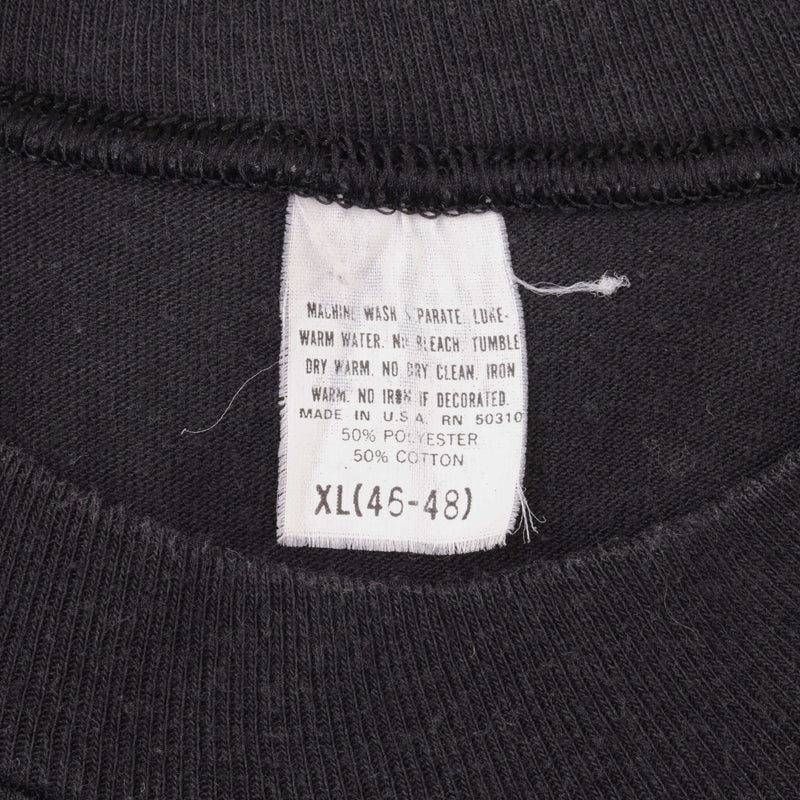 MACHINE WASH SEPARATE LUKE-
WARM WATER. NO BLEACH. TUMBLE
DRY WARM. NO DRY CLEAN. IRON
WARM. NO IRON IF DECORATED.
MADE IN U.S.A. RN 50310
50% POLYESTER
50% COTTON
XL(46-48)